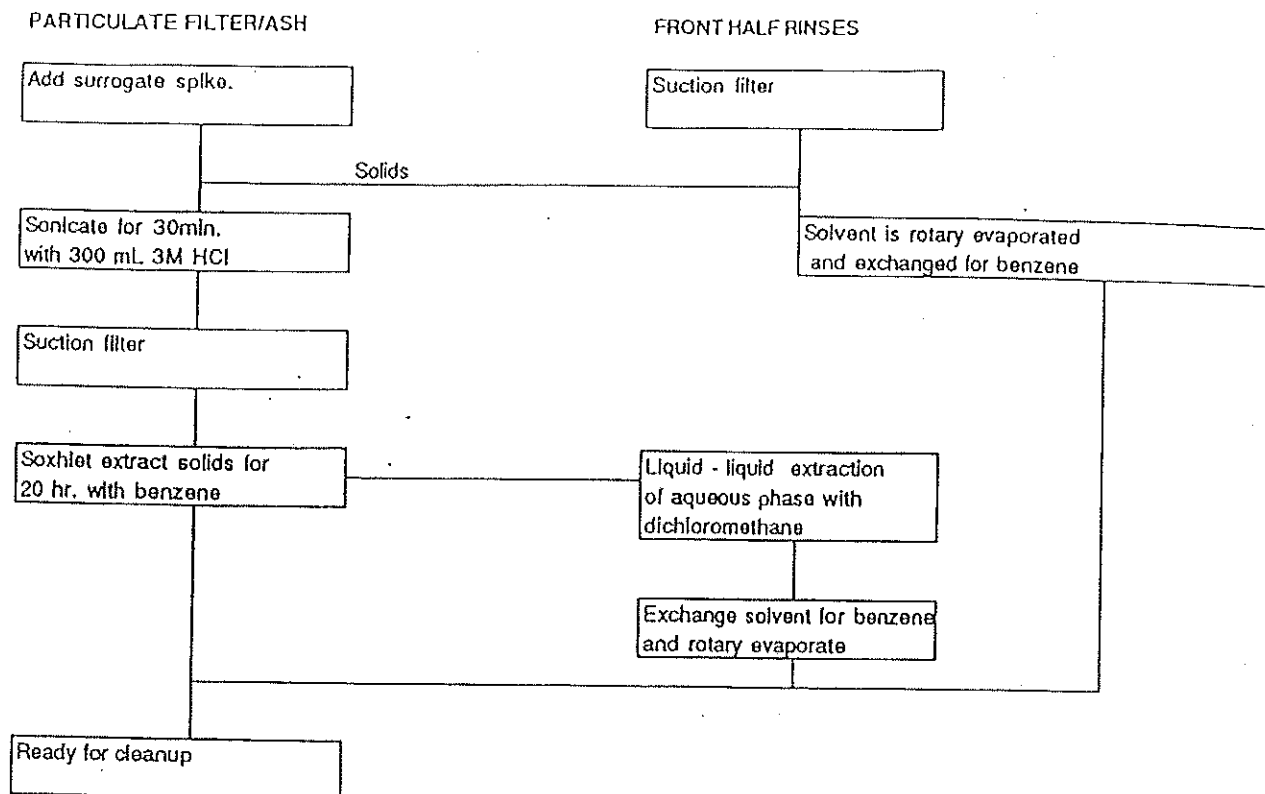 PARTICULATE FILTER/ASH
FRONT HALF RINSES
Add surrogate spike.
Suction filter
Solids
Sonicate for 30min.
with 300 mL 3M HCl
Solvent is rotary evaporated
and exchanged for benzene
Suction filter
Soxhlet extract solids for
20 hr. with benzene
Liquid - liquid extraction
of aqueous phase with
dichloromethane
Exchange solvent for benzene
and rotary evaporate
Ready for cleanup